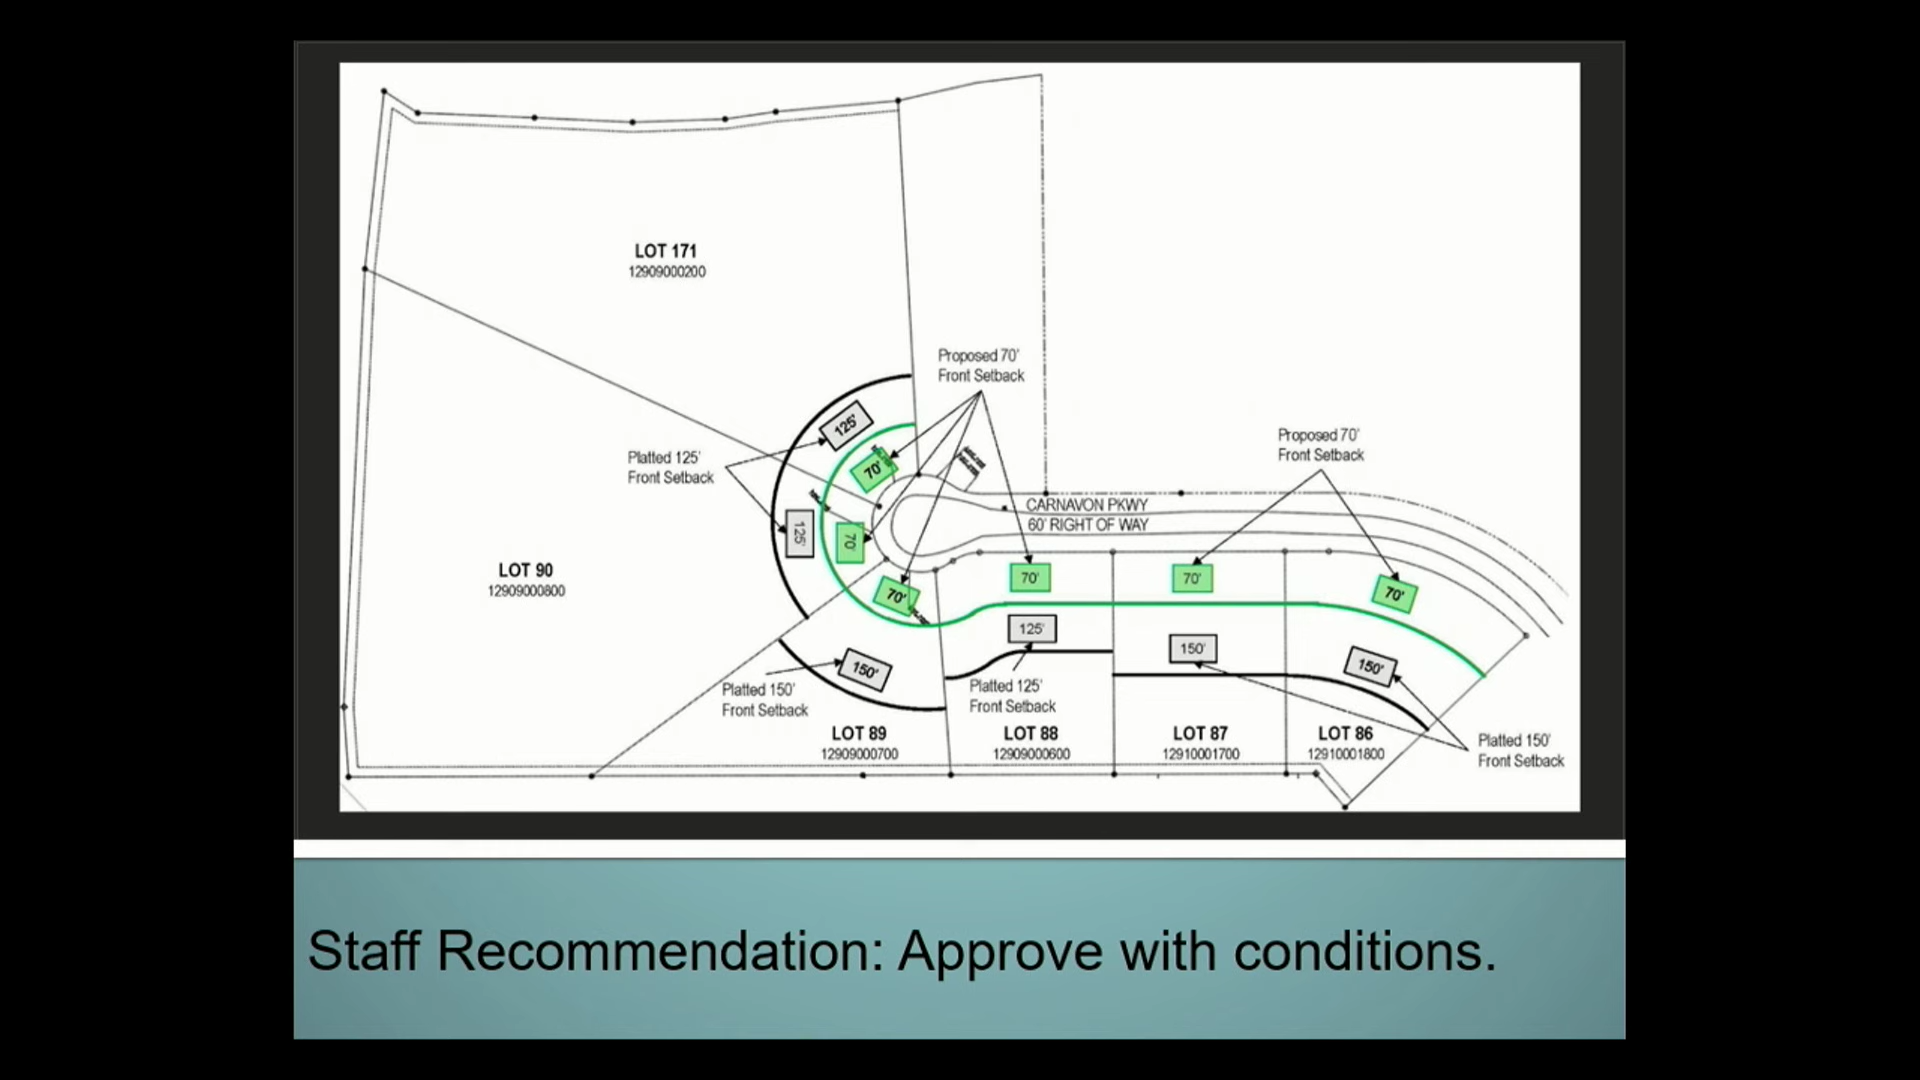 LOT 171
12909000200
Proposed 70'
Front Setback
125'
Proposed 70'
Front Setback
Platted 125'
Front Setback
70'
CARNAVON PKWY
60' RIGHT OF WAY
125'
70'
LOT 90
12909000800
70'
70'
70'
70'
125'
150'
150'
150'
Platted 150'
Front Setback
Platted 125'
Front Setback
LOT 89
12909000700
LOT 88
12909000600
LOT 87
12910001700
LOT 86
12910001800
Platted 150'
Front Setback
Staff Recommendation: Approve with conditions.